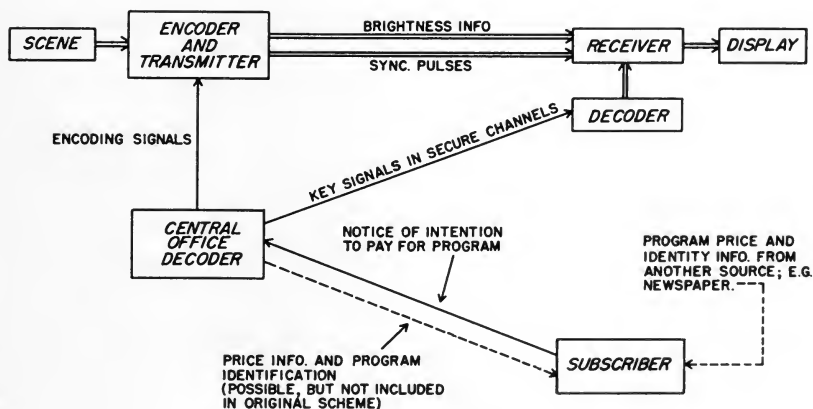 SCENE
ENCODER
AND
TRANSMITTER
BRIGHTNESS INFO
SYNC. PULSES
RECEIVER
DISPLAY
DECODER
ENCODING SIGNALS
KEY SIGNALS IN SECURE CHANNELS
CENTRAL
OFFICE
DECODER
NOTICE OF INTENTION
TO PAY FOR PROGRAM
PROGRAM PRICE AND
IDENTITY INFO. FROM
ANOTHER SOURCE; E.G.
NEWSPAPER.
PRICE INFO. AND PROGRAM
IDENTIFICATION
(POSSIBLE, BUT NOT INCLUDED
IN ORIGINAL SCHEME)
SUBSCRIBER